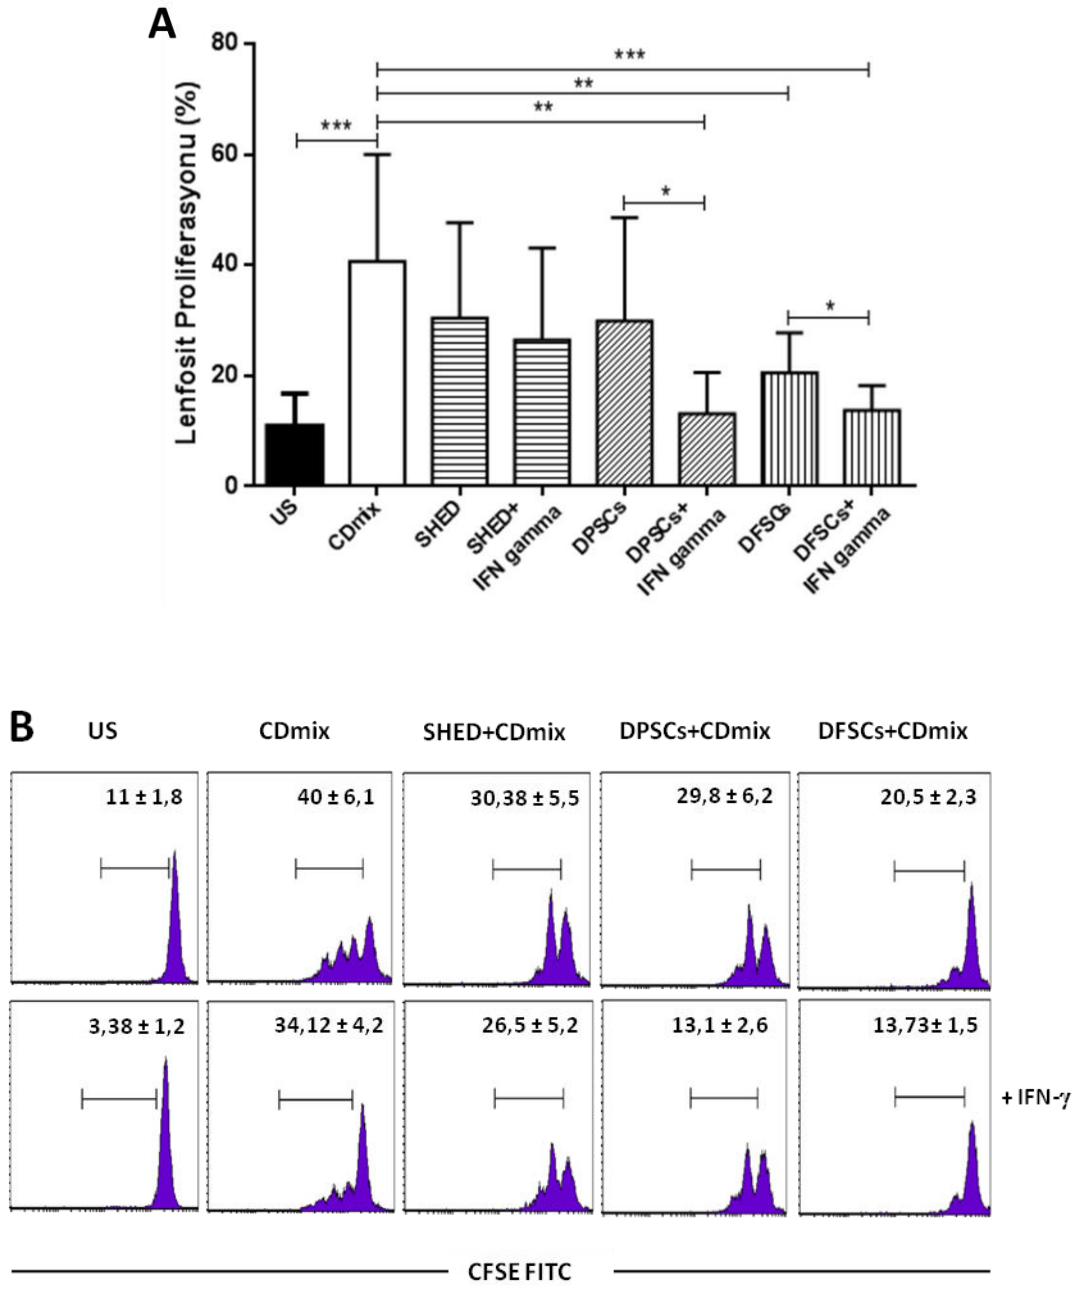 A
Lenfosit Proliferasyonu (%)
80
60
40
20
0
***
**
**
***
*
*
US
CDmix
SHED
SHED+
IFN gamma
DPSCs
DPSCs+
IFN gamma
DFSCs
DFSCs+
IFN gamma
B
US CDmix SHED+CDmix DPSCs+CDmix DFSCs+CDmix
11 ± 1,8 40 ± 6,1 30,38 ± 5,5 29,8 ± 6,2 20,5 ± 2,3
3,38 ± 1,2 34,12 ± 4,2 26,5 ± 5,2 13,1 ± 2,6 13,73± 1,5
+ IFN-γ
CFSE FITC